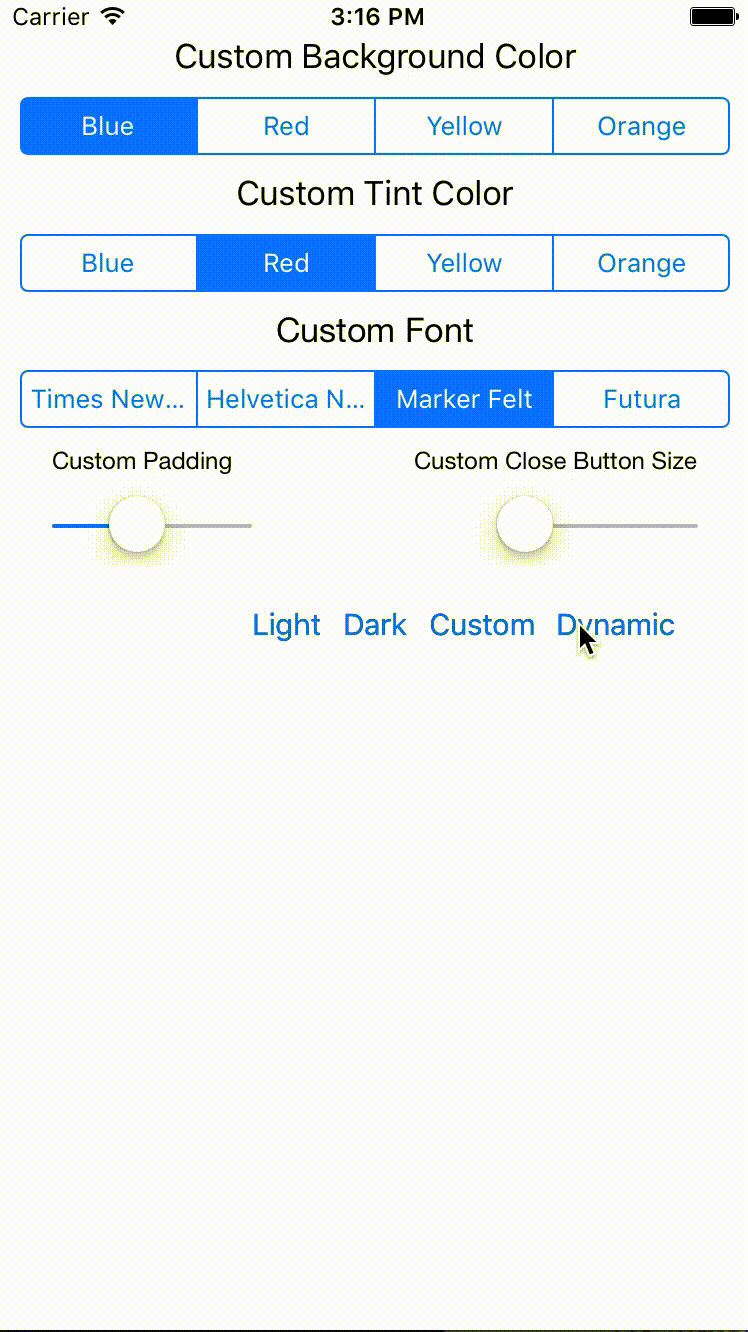 Carrier 3:16 PM
Custom Background Color
Blue Red Yellow Orange
Custom Tint Color
Blue Red Yellow Orange
Custom Font
Times New... Helvetica N... Marker Felt Futura
Custom Padding Custom Close Button Size
Light Dark Custom Dynamic